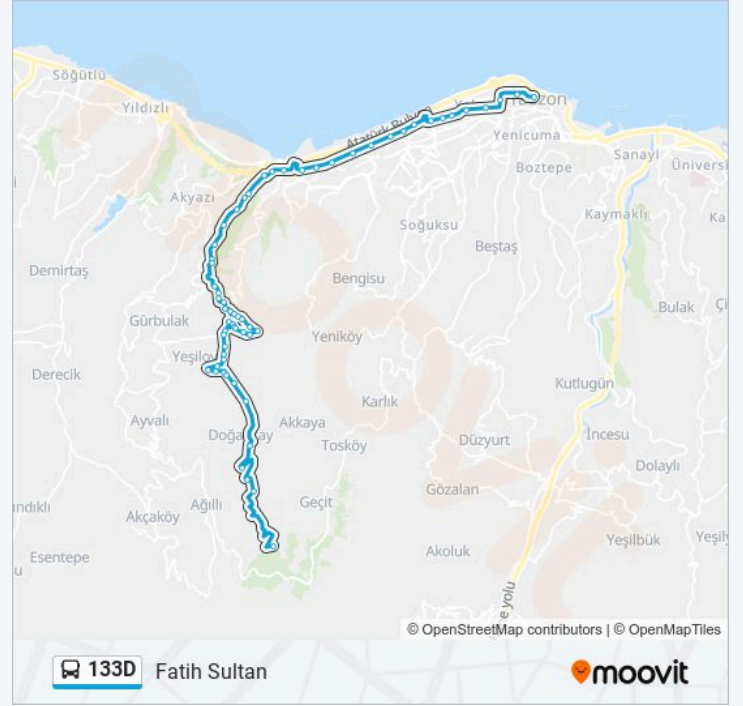 Söğütlü
Yıldızlı
Atatürk Bulvarı
Trabzon
Yenicuma
Sanayi
Boztepe
Akyazı
Kaymaklı
Soğuksu
Beştaş
Demirtaş
Bengisu
Bulak
Gürbulak
Yeniköy
Derecik
Kutlugün
Karlık
Ayvalı
Akkaya
İncesu
Düzyurt
Tosköy
Dolaylı
Gözalan
Ağıllı
Geçit
Akçaköy
Yeşilbük
Esentepe
Akoluk
© OpenStreetMap contributors | © OpenMapTiles
133D Fatih Sultan
moovit